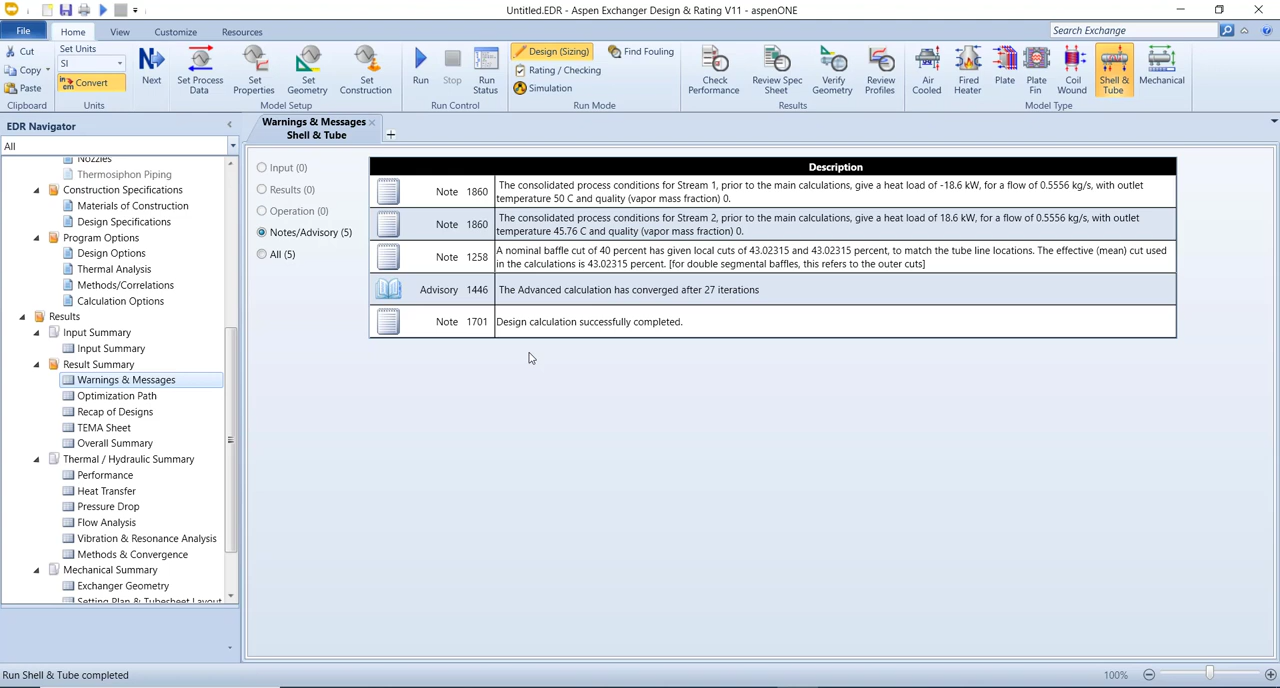 Untitled.EDR - Aspen Exchanger Design & Rating V11 - aspenONE
File
Home
View
Customize
Resources
Search Exchange
Cut
Copy
Paste
Clipboard
Set Units
SI
Convert
Units
Next
Set Process
Data
Set
Properties
Set
Geometry
Set
Construction
Model Setup
Run
Stop
Run
Status
Run Control
Design (Sizing)
Rating / Checking
Simulation
Find Fouling
Run Mode
Check
Performance
Review Spec
Sheet
Verify
Geometry
Review
Profiles
Results
Air
Cooled
Fired
Heater
Plate
Plate
Fin
Coil
Wound
Shell &
Tube
Mechanical
Model Type
EDR Navigator
All
Nozzles
Thermosphon Piping
Construction Specifications
Materials of Construction
Design Specifications
Program Options
Design Options
Thermal Analysis
Methods/Correlations
Calculation Options
Results
Input Summary
Input Summary
Result Summary
Warnings & Messages
Optimization Path
Recap of Designs
TEMA Sheet
Overall Summary
Thermal / Hydraulic Summary
Performance
Heat Transfer
Pressure Drop
Flow Analysis
Vibration & Resonance Analysis
Methods & Convergence
Mechanical Summary
Exchanger Geometry
Setting Plan & Tubesheet Layout
Warnings & Messages
Shell & Tube
Input (0)
Results (0)
Operation (0)
Notes/Advisory (5)
All (5)
Description
Note 1860 The consolidated process conditions for Stream 1, prior to the main calculations, give a heat load of -18.6 kW, for a flow of 0.5556 kg/s, with outlet
temperature 50 C and quality (vapor mass fraction) 0.
Note 1860 The consolidated process conditions for Stream 2, prior to the main calculations, give a heat load of 18.6 kW, for a flow of 0.5556 kg/s, with outlet
temperature 45.76 C and quality (vapor mass fraction) 0.
Note 1258 A nominal baffle cut of 40 percent has given local cuts of 43.02315 and 43.02315 percent, to match the tube line locations. The effective (mean) cut used
in the calculations is 43.02315 percent. [for double segmental baffles, this refers to the outer cuts]
Advisory 1446 The Advanced calculation has converged after 27 iterations
Note 1701 Design calculation successfully completed.
Run Shell & Tube completed
100%